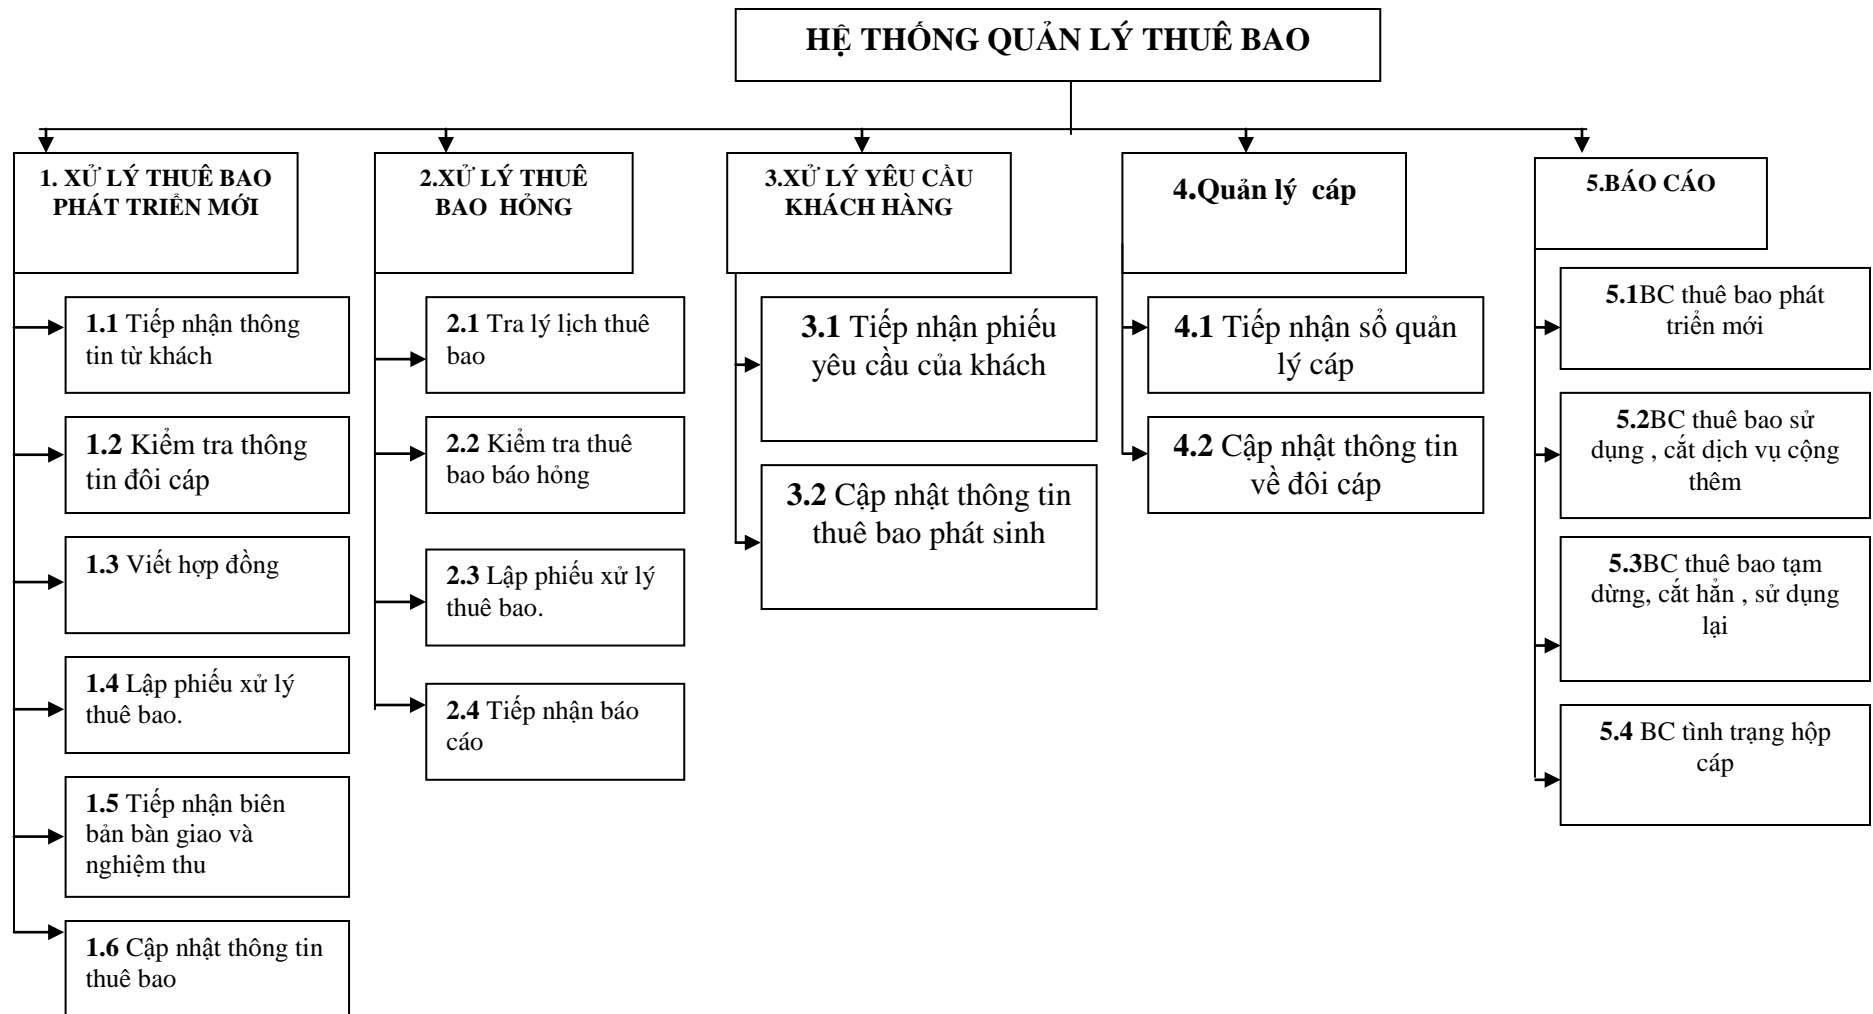 HỆ THỐNG QUẢN LÝ THUÊ BAO
1. XỬ LÝ THUÊ BAO
PHÁT TRIỂN MỚI
1.1 Tiếp nhận thông
tin từ khách
1.2 Kiểm tra thông
tin đôi cáp
1.3 Viết hợp đồng
1.4 Lập phiếu xử lý
thuê bao.
1.5 Tiếp nhận biên
bản bàn giao và
nghiệm thu
1.6 Cập nhật thông tin
thuê bao
2.XỬ LÝ THUÊ
BAO HỎNG
2.1 Tra lý lịch thuê
bao
2.2 Kiểm tra thuê
bao báo hỏng
2.3 Lập phiếu xử lý
thuê bao.
2.4 Tiếp nhận báo
cáo
3.XỬ LÝ YÊU CẦU
KHÁCH HÀNG
3.1 Tiếp nhận phiếu
yêu cầu của khách
3.2 Cập nhật thông tin
thuê bao phát sinh
4.Quản lý cáp
4.1 Tiếp nhận sổ quản
lý cáp
4.2 Cập nhật thông tin
về đôi cáp
5.BÁO CÁO
5.1BC thuê bao phát
triển mới
5.2BC thuê bao sử
dụng , cắt dịch vụ cộng
thêm
5.3BC thuê bao tạm
dừng, cắt hẳn , sử dụng
lại
5.4 BC tình trạng hộp
cáp